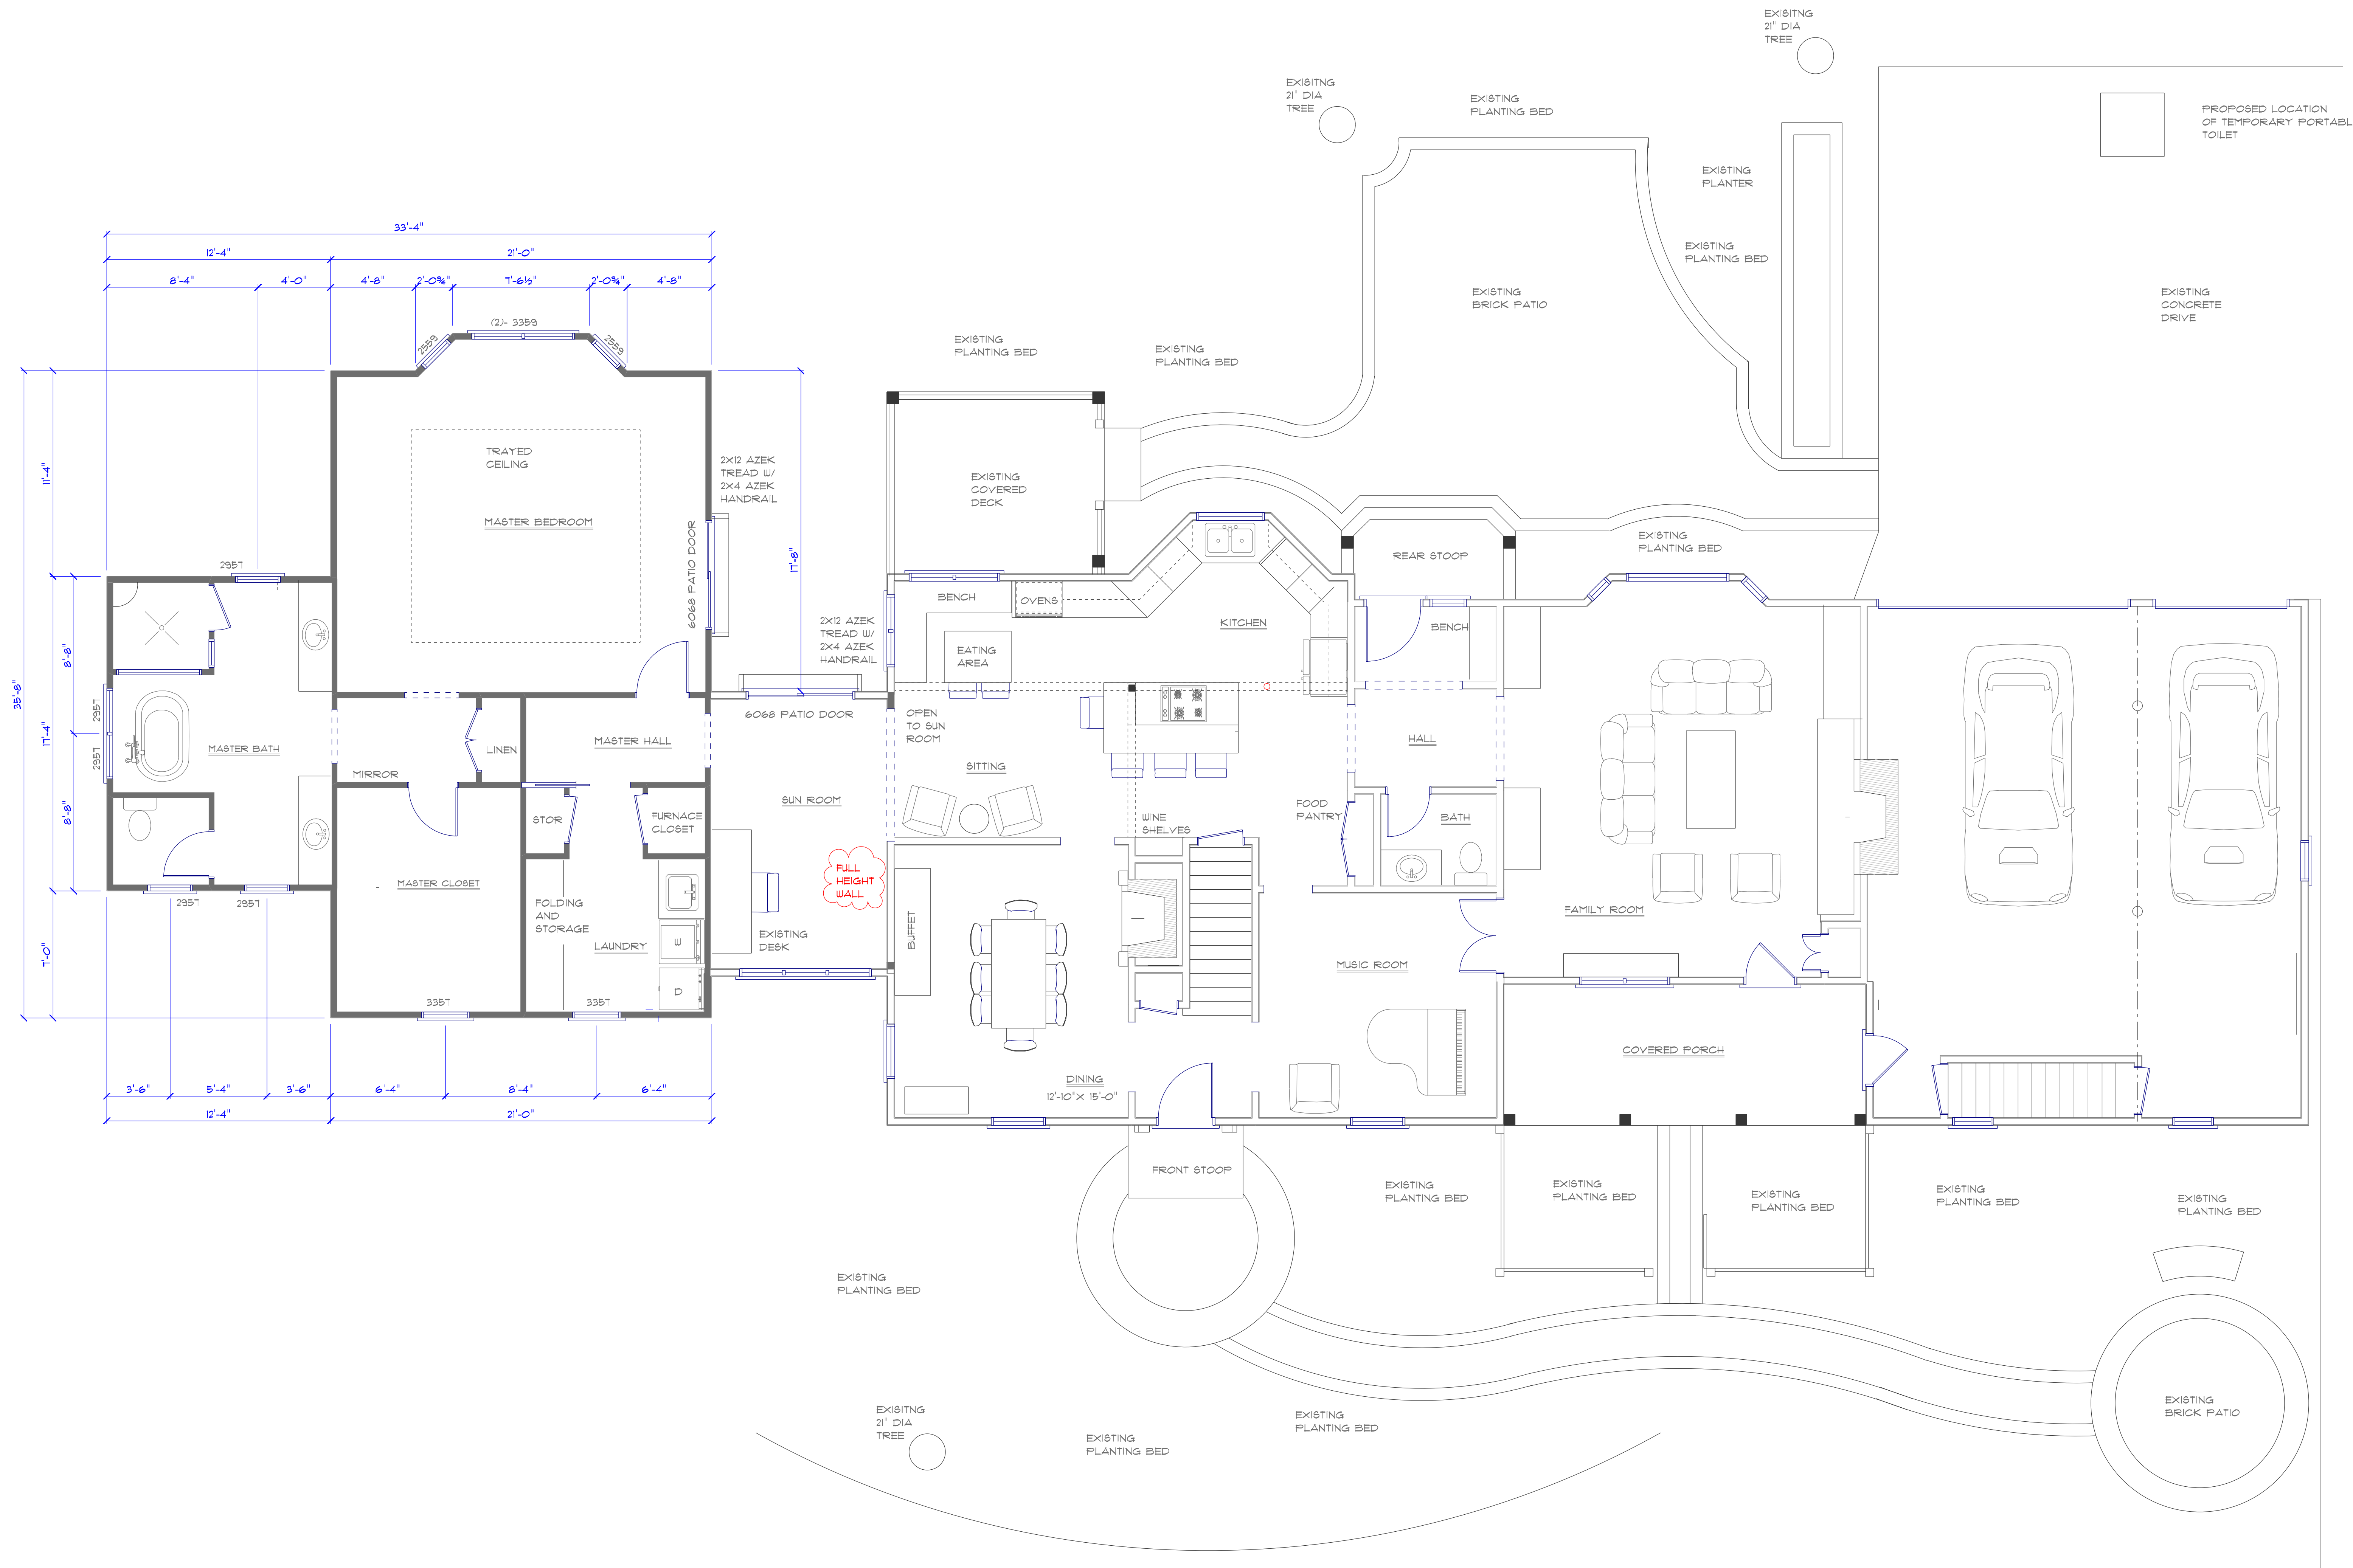 EXISITNG
21" DIA
TREE
EXISITNG
21" DIA
TREE
EXISTING
PLANTING BED
PROPOSED LOCATION
OF TEMPORARY PORTABL
TOILET
EXISTING
PLANTER
EXISTING
PLANTING BED
EXISTING
BRICK PATIO
EXISTING
CONCRETE
DRIVE
33'-4"
12'-4"
21'-0"
8'-4"
4'-0"
4'-8"
2'-0¾"
7'-6½"
2'-0¾"
4'-8"
(2)- 3359
2559
2559
EXISTING
PLANTING BED
EXISTING
PLANTING BED
TRAYED
CEILING
MASTER BEDROOM
2X12 AZEK
TREAD W/
2X4 AZEK
HANDRAIL
EXISTING
COVERED
DECK
11'-4"
35'-8"
17'-4"
8'-8"
8'-8"
7'-0"
17'-8"
6068 PATIO DOOR
2957
REAR STOOP
EXISTING
PLANTING BED
BENCH
OVENS
KITCHEN
BENCH
2X12 AZEK
TREAD W/
2X4 AZEK
HANDRAIL
EATING
AREA
6068 PATIO DOOR
OPEN
TO SUN
ROOM
2957
2957
MASTER BATH
LINEN
MASTER HALL
HALL
MIRROR
SITTING
SUN ROOM
STOR
FURNACE
CLOSET
WINE
SHELVES
FOOD
PANTRY
BATH
FULL
HEIGHT
WALL
MASTER CLOSET
2957
2957
FOLDING
AND
STORAGE
LAUNDRY
W
D
EXISTING
DESK
BUFFET
FAMILY ROOM
MUSIC ROOM
3357
3357
COVERED PORCH
DINING
12'-10"X 15'-0"
3'-6"
5'-4"
3'-6"
6'-4"
8'-4"
6'-4"
12'-4"
21'-0"
FRONT STOOP
EXISTING
PLANTING BED
EXISTING
PLANTING BED
EXISTING
PLANTING BED
EXISTING
PLANTING BED
EXISTING
PLANTING BED
EXISTING
PLANTING BED
EXISITNG
21" DIA
TREE
EXISTING
PLANTING BED
EXISTING
PLANTING BED
EXISTING
BRICK PATIO